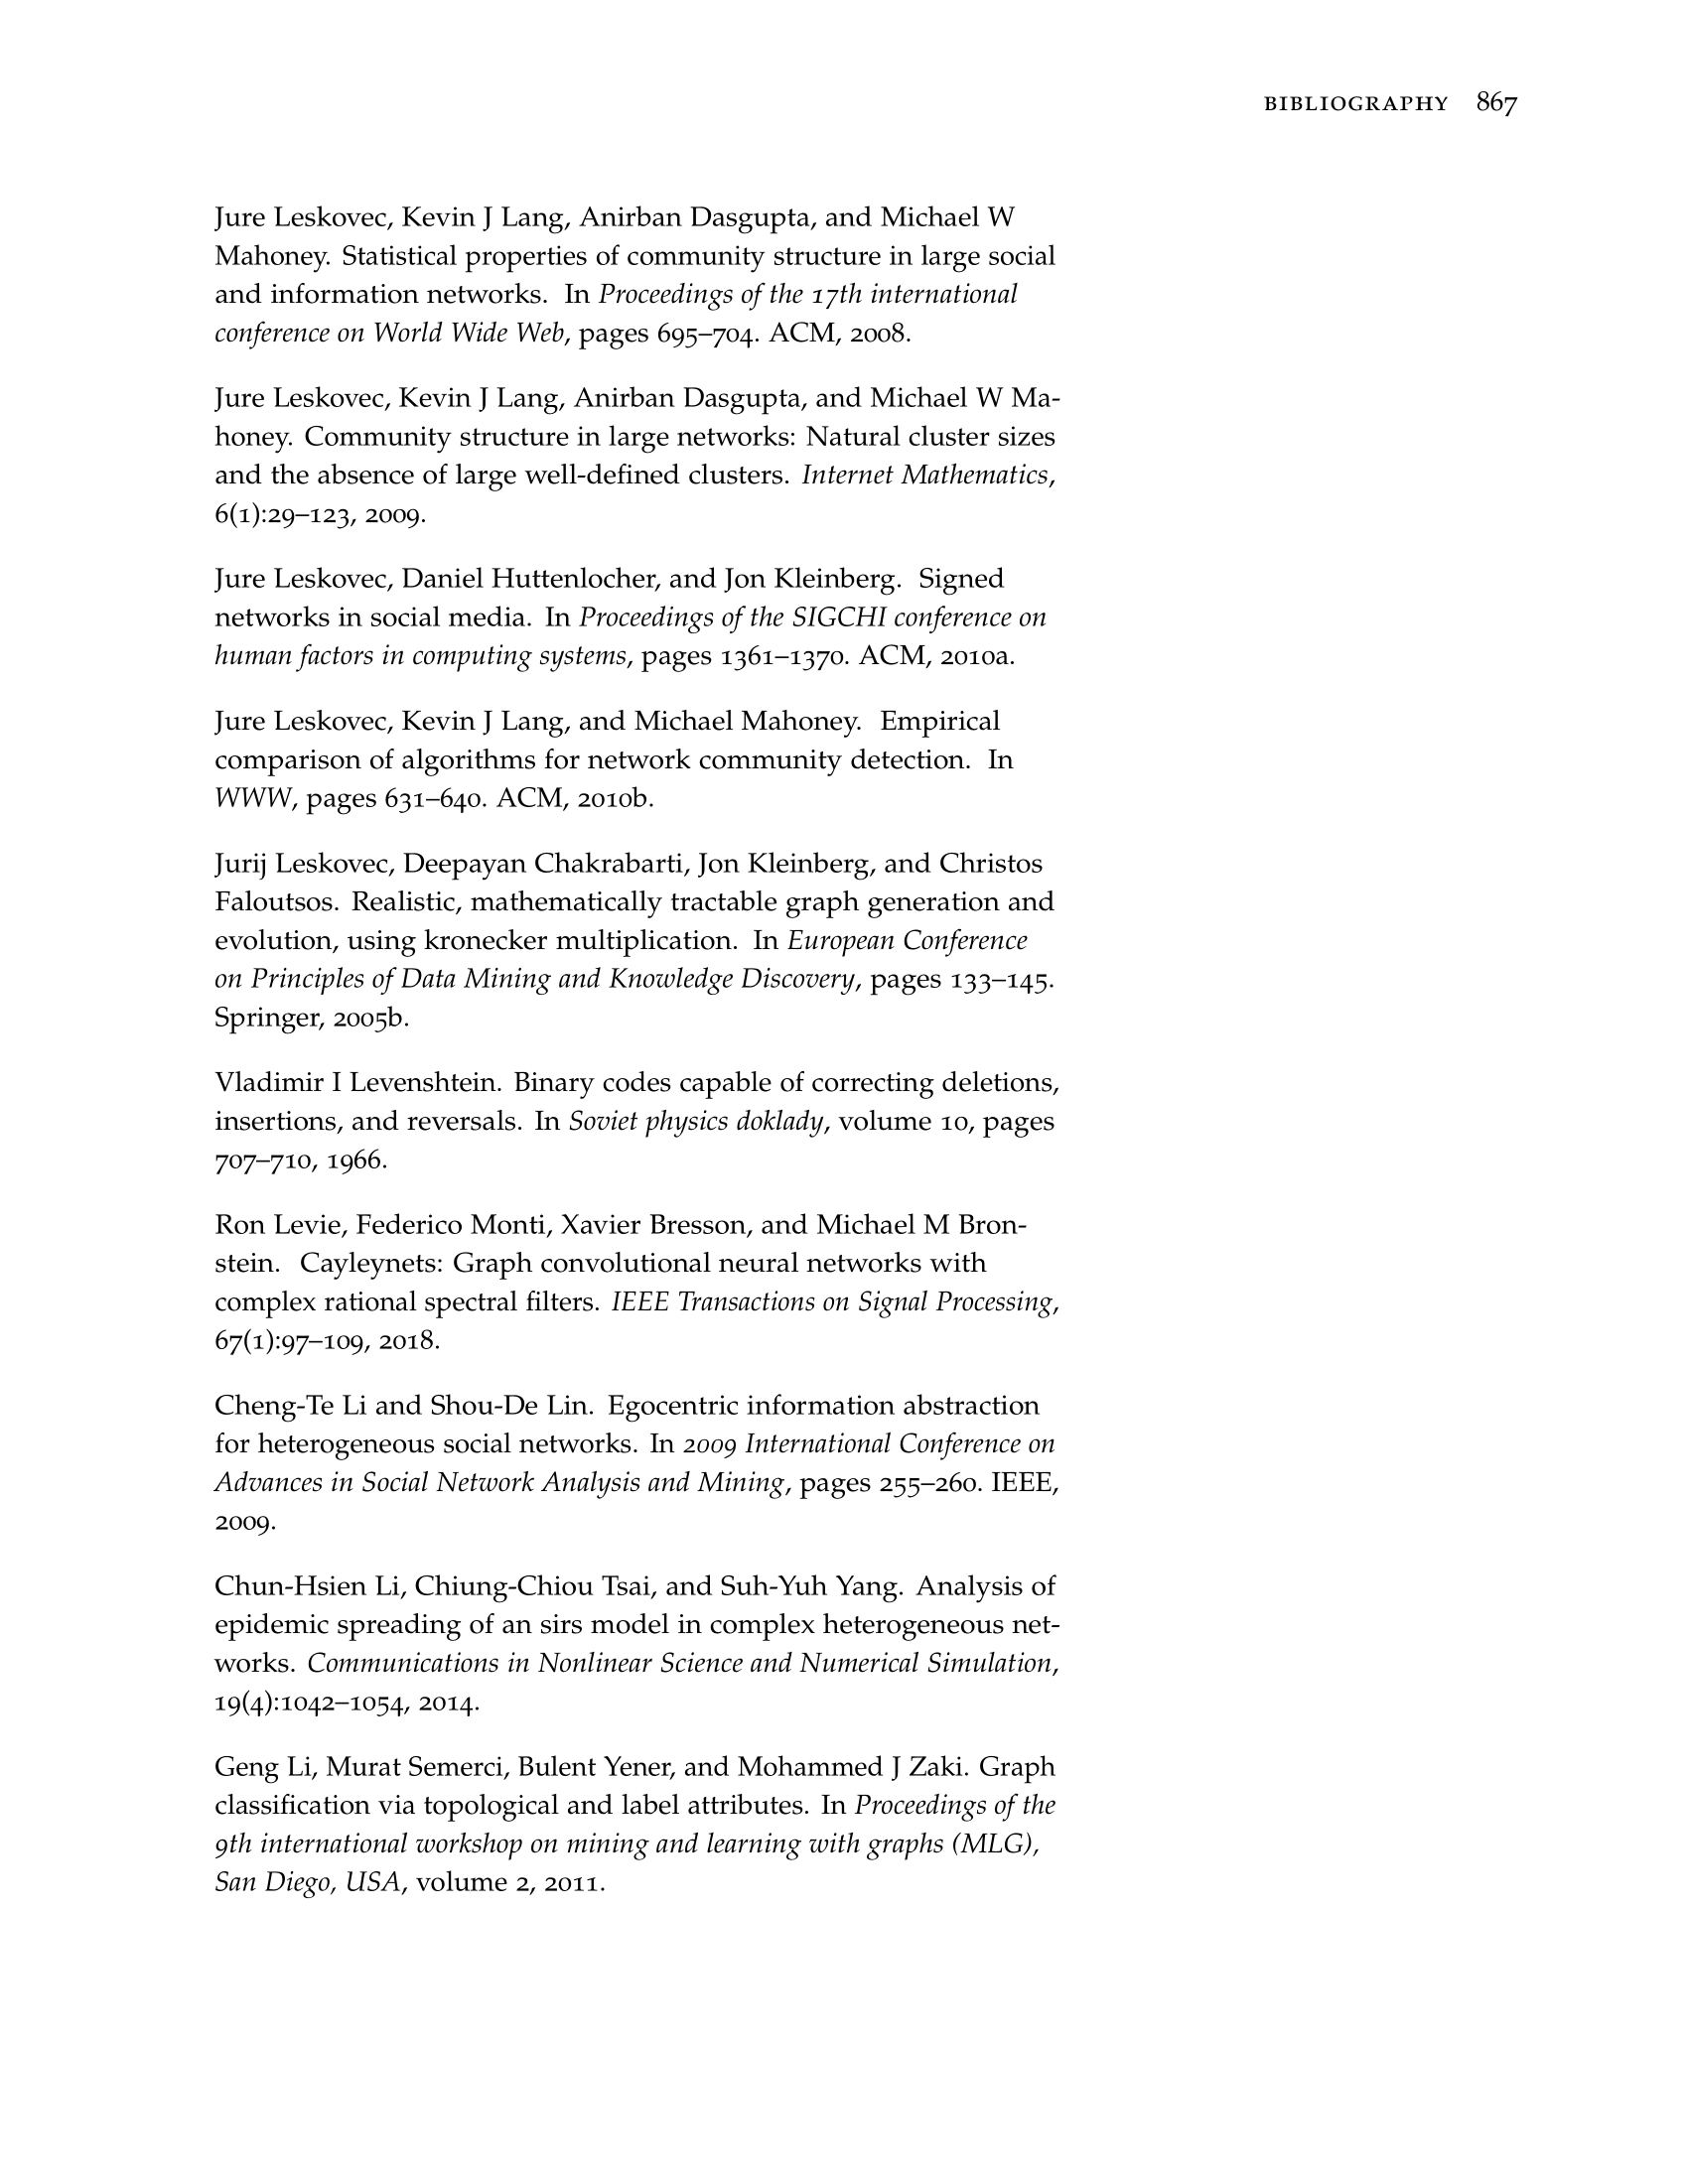 BIBLIOGRAPHY 867
Jure Leskovec, Kevin J Lang, Anirban Dasgupta, and Michael W
Mahoney. Statistical properties of community structure in large social
and information networks. In Proceedings of the 17th international
conference on World Wide Web, pages 695–704. ACM, 2008.
Jure Leskovec, Kevin J Lang, Anirban Dasgupta, and Michael W Ma-
honey. Community structure in large networks: Natural cluster sizes
and the absence of large well-defined clusters. Internet Mathematics,
6(1):29–123, 2009.
Jure Leskovec, Daniel Huttenlocher, and Jon Kleinberg. Signed
networks in social media. In Proceedings of the SIGCHI conference on
human factors in computing systems, pages 1361–1370. ACM, 2010a.
Jure Leskovec, Kevin J Lang, and Michael Mahoney. Empirical
comparison of algorithms for network community detection. In
WWW, pages 631–640. ACM, 2010b.
Jurij Leskovec, Deepayan Chakrabarti, Jon Kleinberg, and Christos
Faloutsos. Realistic, mathematically tractable graph generation and
evolution, using kronecker multiplication. In European Conference
on Principles of Data Mining and Knowledge Discovery, pages 133–145.
Springer, 2005b.
Vladimir I Levenshtein. Binary codes capable of correcting deletions,
insertions, and reversals. In Soviet physics doklady, volume 10, pages
707–710, 1966.
Ron Levie, Federico Monti, Xavier Bresson, and Michael M Bron-
stein. Cayleynets: Graph convolutional neural networks with
complex rational spectral filters. IEEE Transactions on Signal Processing,
67(1):97–109, 2018.
Cheng-Te Li and Shou-De Lin. Egocentric information abstraction
for heterogeneous social networks. In 2009 International Conference on
Advances in Social Network Analysis and Mining, pages 255–260. IEEE,
2009.
Chun-Hsien Li, Chiung-Chiou Tsai, and Suh-Yuh Yang. Analysis of
epidemic spreading of an sirs model in complex heterogeneous net-
works. Communications in Nonlinear Science and Numerical Simulation,
19(4):1042–1054, 2014.
Geng Li, Murat Semerci, Bulent Yener, and Mohammed J Zaki. Graph
classification via topological and label attributes. In Proceedings of the
9th international workshop on mining and learning with graphs (MLG),
San Diego, USA, volume 2, 2011.